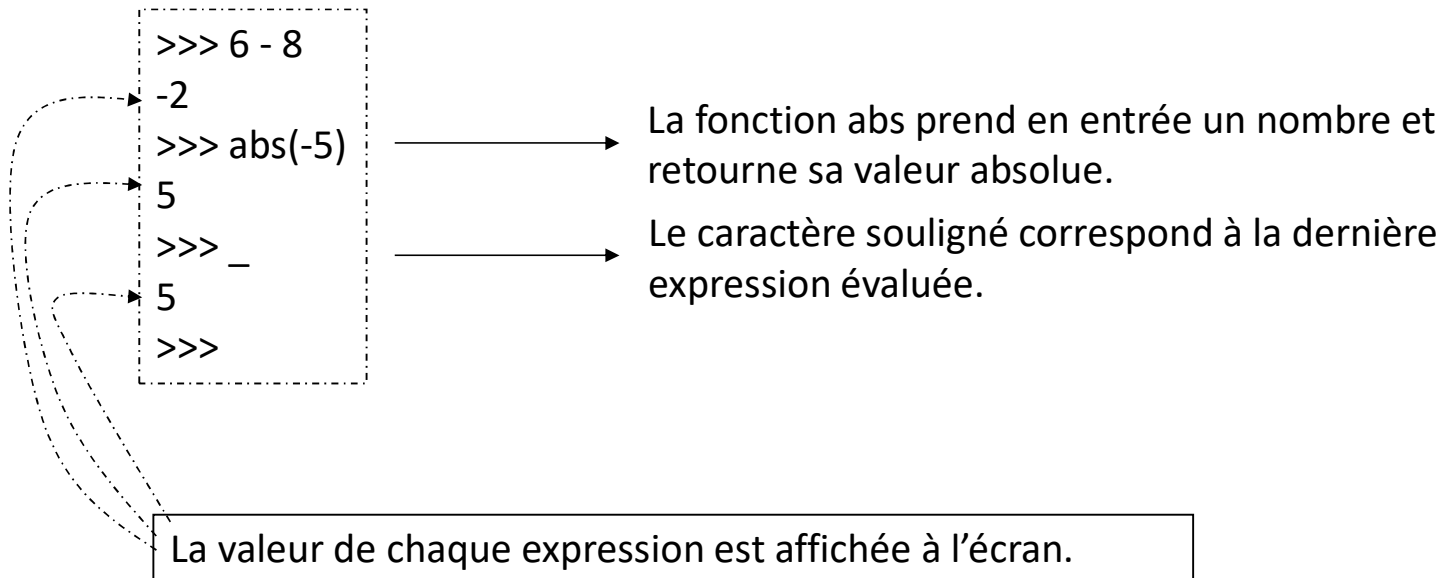 >>> 6 - 8
-2
>>> abs(-5)
5
>>> _
5
>>>
La fonction abs prend en entrée un nombre et
retourne sa valeur absolue.
Le caractère souligné correspond à la dernière
expression évaluée.
La valeur de chaque expression est affichée à l’écran.